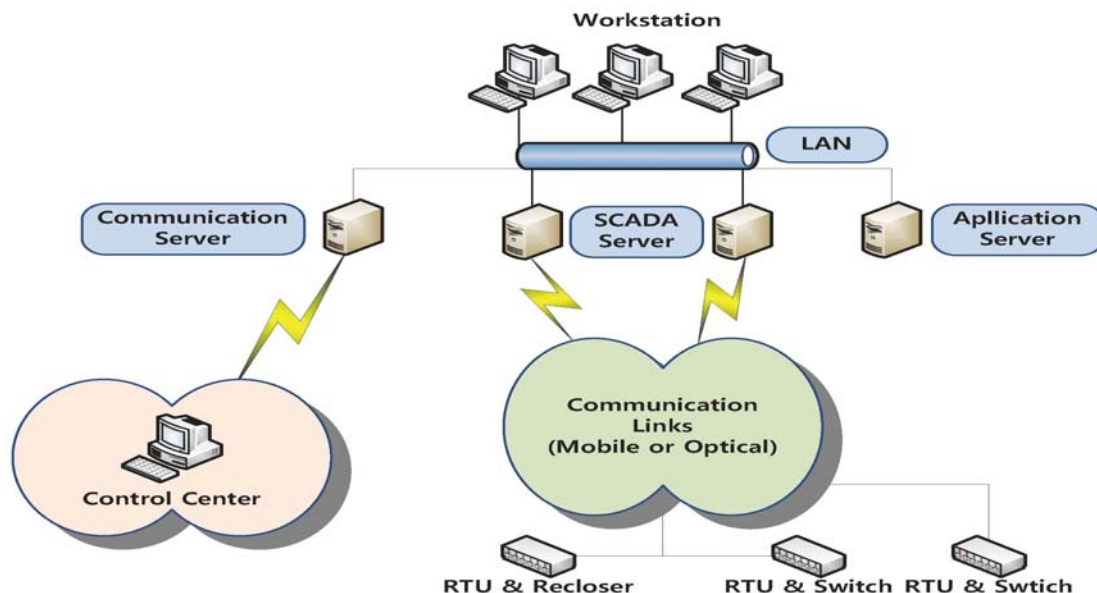 Workstation
LAN
Communication
Server
SCADA
Server
Apllication
Server
Communication
Links
(Mobile or Optical)
Control Center
RTU & Recloser
RTU & Switch
RTU & Swtich